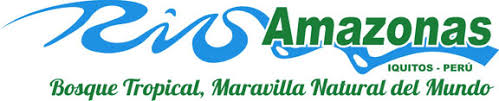 Rio Amazonas
IQUITOS - PERÚ
Bosque Tropical, Maravilla Natural del Mundo